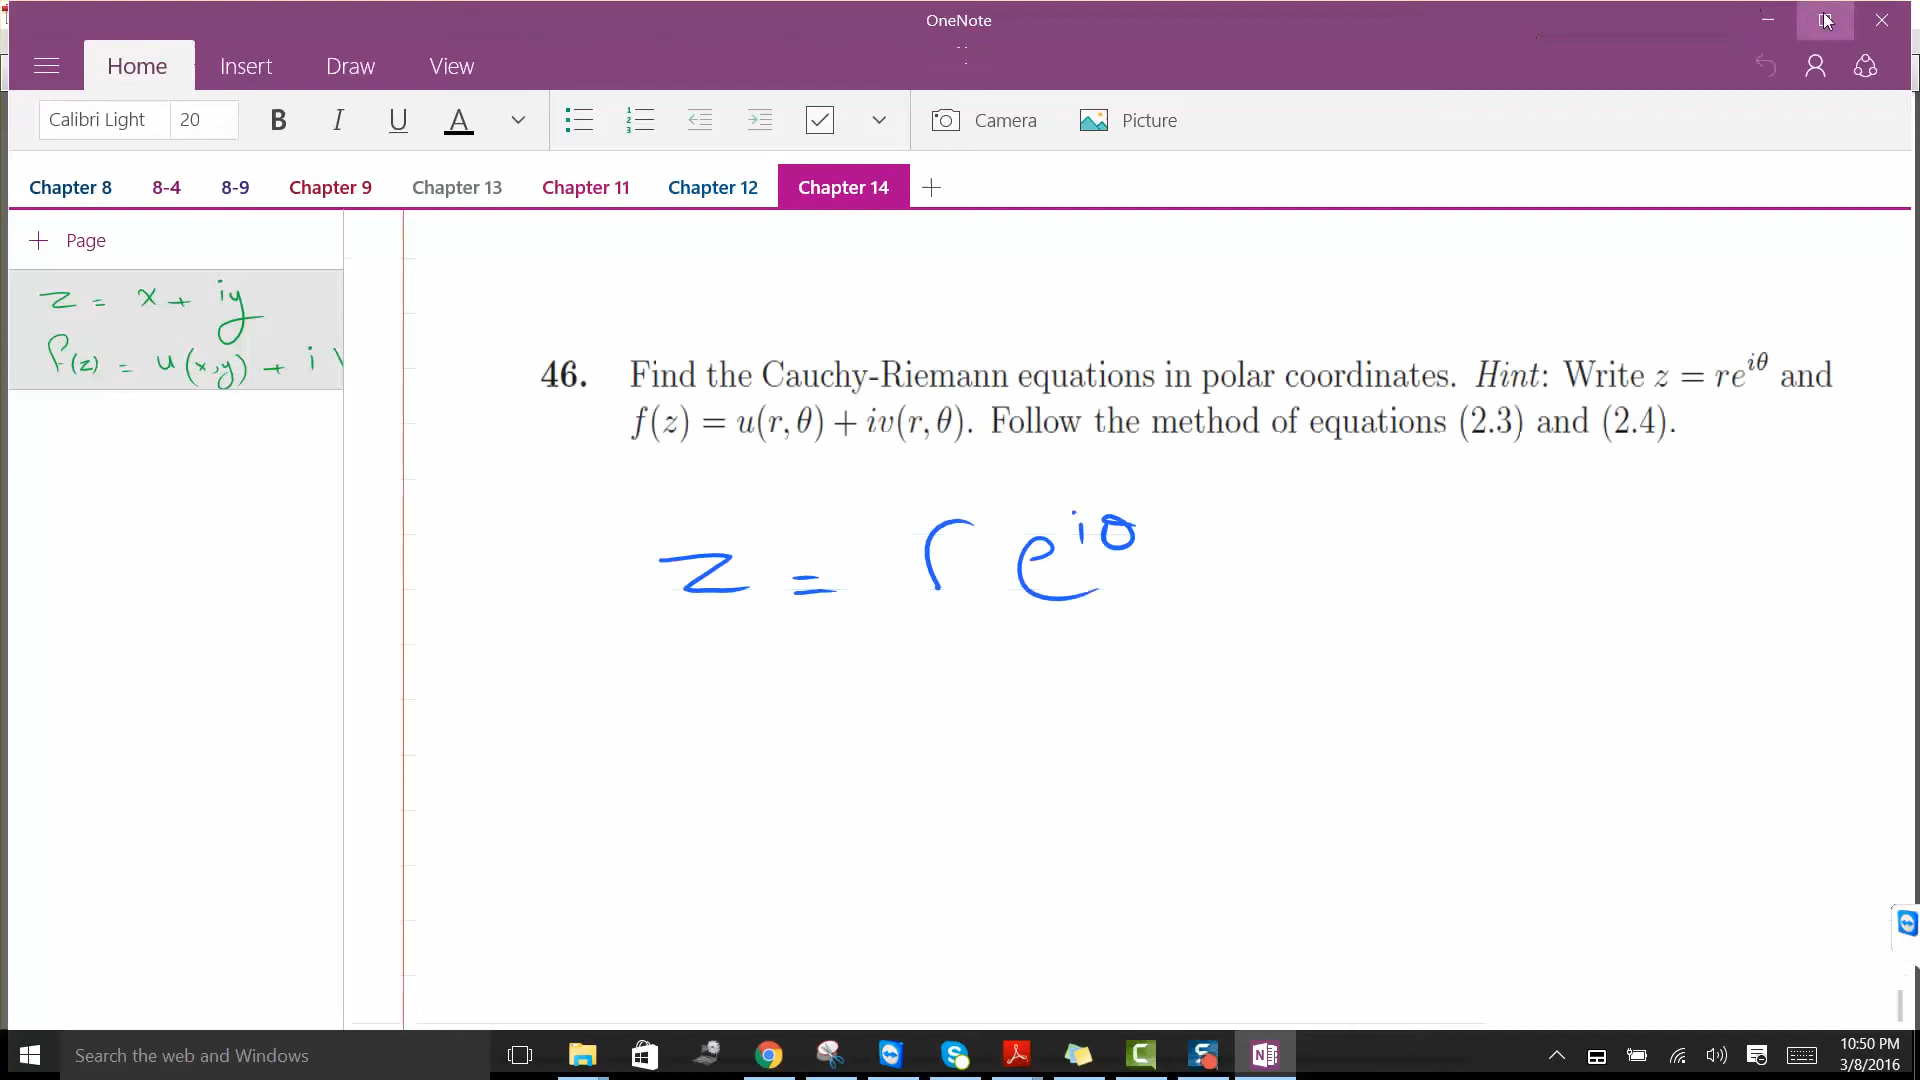 OneNote
Home Insert Draw View
Calibri Light 20 B I U A Camera Picture
Chapter 8 8-4 8-9 Chapter 9 Chapter 13 Chapter 11 Chapter 12 Chapter 14
Page
z = x + iy
f(z) = u(x,y) + i
46. Find the Cauchy-Riemann equations in polar coordinates. Hint: Write z = re^{iθ} and
f(z) = u(r, θ) + iv(r, θ). Follow the method of equations (2.3) and (2.4).
z = r e^{iθ}
Search the web and Windows
10:50 PM
3/8/2016